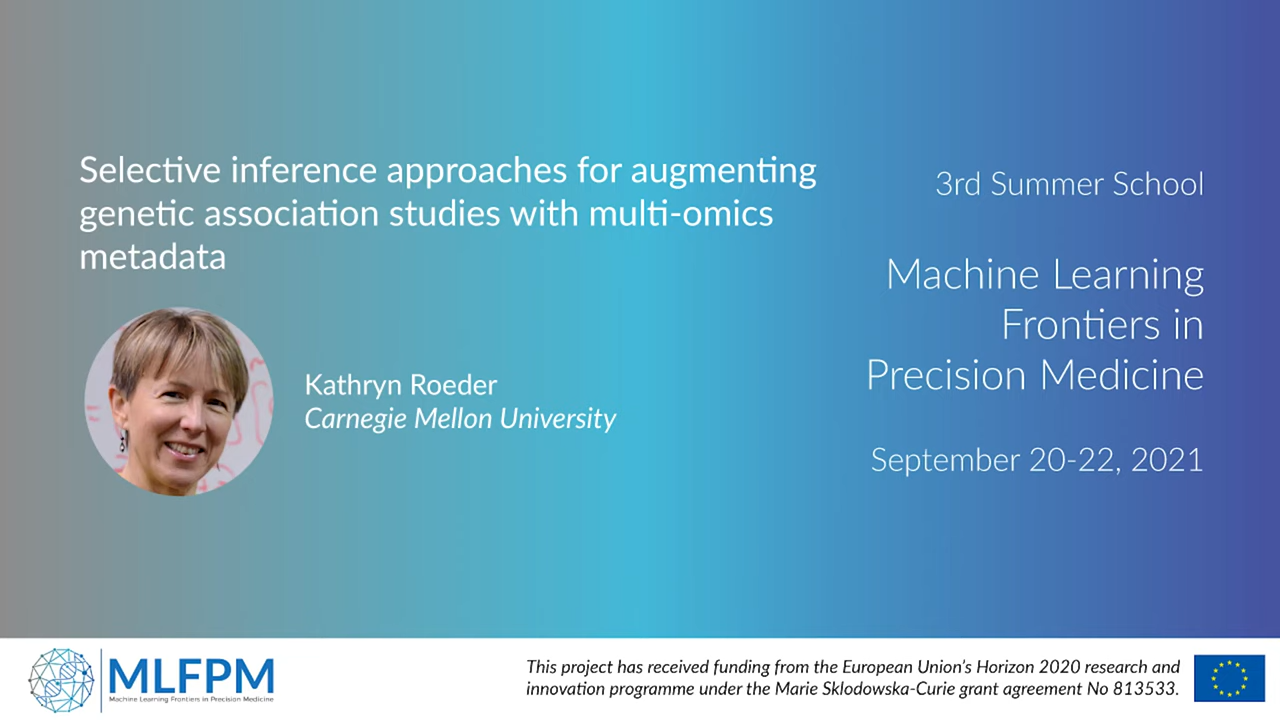 Selective inference approaches for augmenting
genetic association studies with multi-omics
metadata
Kathryn Roeder
Carnegie Mellon University
3rd Summer School
Machine Learning
Frontiers in
Precision Medicine
September 20-22, 2021
MLFPM
Machine Learning Frontiers in Precision Medicine
This project has received funding from the European Union's Horizon 2020 research and
innovation programme under the Marie Sklodowska-Curie grant agreement No 813533.